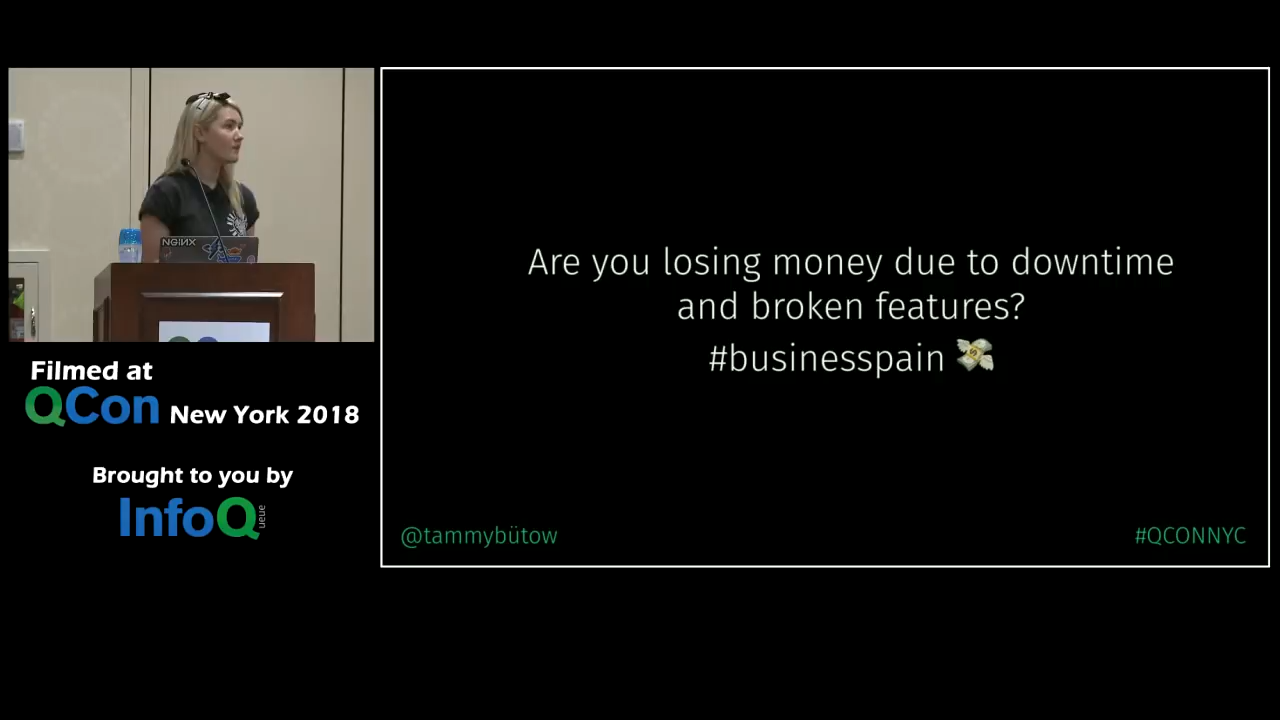 NGINX
Filmed at
QCon New York 2018
Brought to you by
InfoQ
ueue
Are you losing money due to downtime
and broken features?
#businesspain 💸
@tammybütow
#QCONNYC